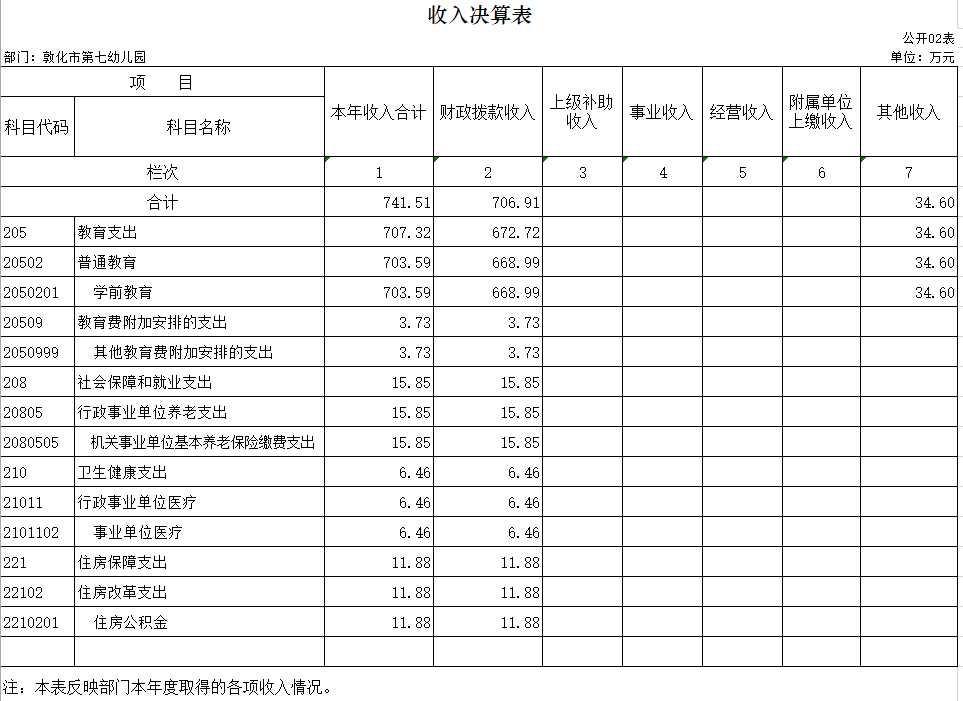 收入决算表
公开02表
部门：敦化市第七幼儿园 单位：万元
项 目 本年收入合计 财政拨款收入 上级补助收入 事业收入 经营收入 附属单位上缴收入 其他收入
科目代码 科目名称
栏次 1 2 3 4 5 6 7
合计 741.51 706.91 34.60
205 教育支出 707.32 672.72 34.60
20502 普通教育 703.59 668.99 34.60
2050201 学前教育 703.59 668.99 34.60
20509 教育费附加安排的支出 3.73 3.73
2050999 其他教育费附加安排的支出 3.73 3.73
208 社会保障和就业支出 15.85 15.85
20805 行政事业单位养老支出 15.85 15.85
2080505 机关事业单位基本养老保险缴费支出 15.85 15.85
210 卫生健康支出 6.46 6.46
21011 行政事业单位医疗 6.46 6.46
2101102 事业单位医疗 6.46 6.46
221 住房保障支出 11.88 11.88
22102 住房改革支出 11.88 11.88
2210201 住房公积金 11.88 11.88
注：本表反映部门本年度取得的各项收入情况。